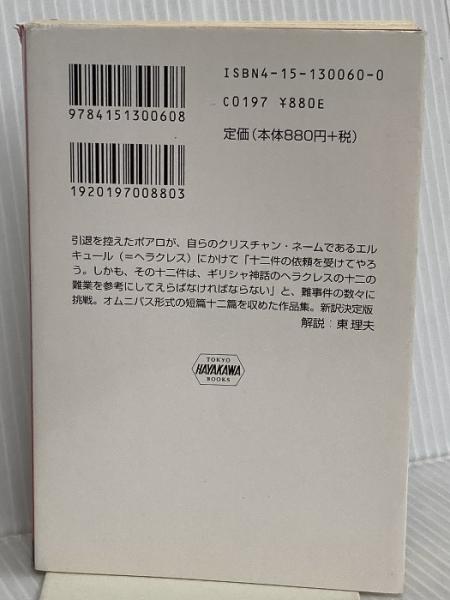 ISBN4-15-130060-0
C0197 ¥880E
9784151300608
定価(本体880円+税)
1920197008803
引退を控えたポアロが、自らのクリスチャン・ネームであるエル
キュール(=ヘラクレス)にかけて「十二件の依頼を受けてやろ
う。しかも、その十二件は、ギリシャ神話のヘラクレスの十二の
難業を参考にしてえらばなければならない」と、難事件の数々に
挑戦。オムニバス形式の短篇十二篇を収めた作品集。新訳決定版
解説:東 理夫
TOKYO
HAYAKAWA
BOOKS